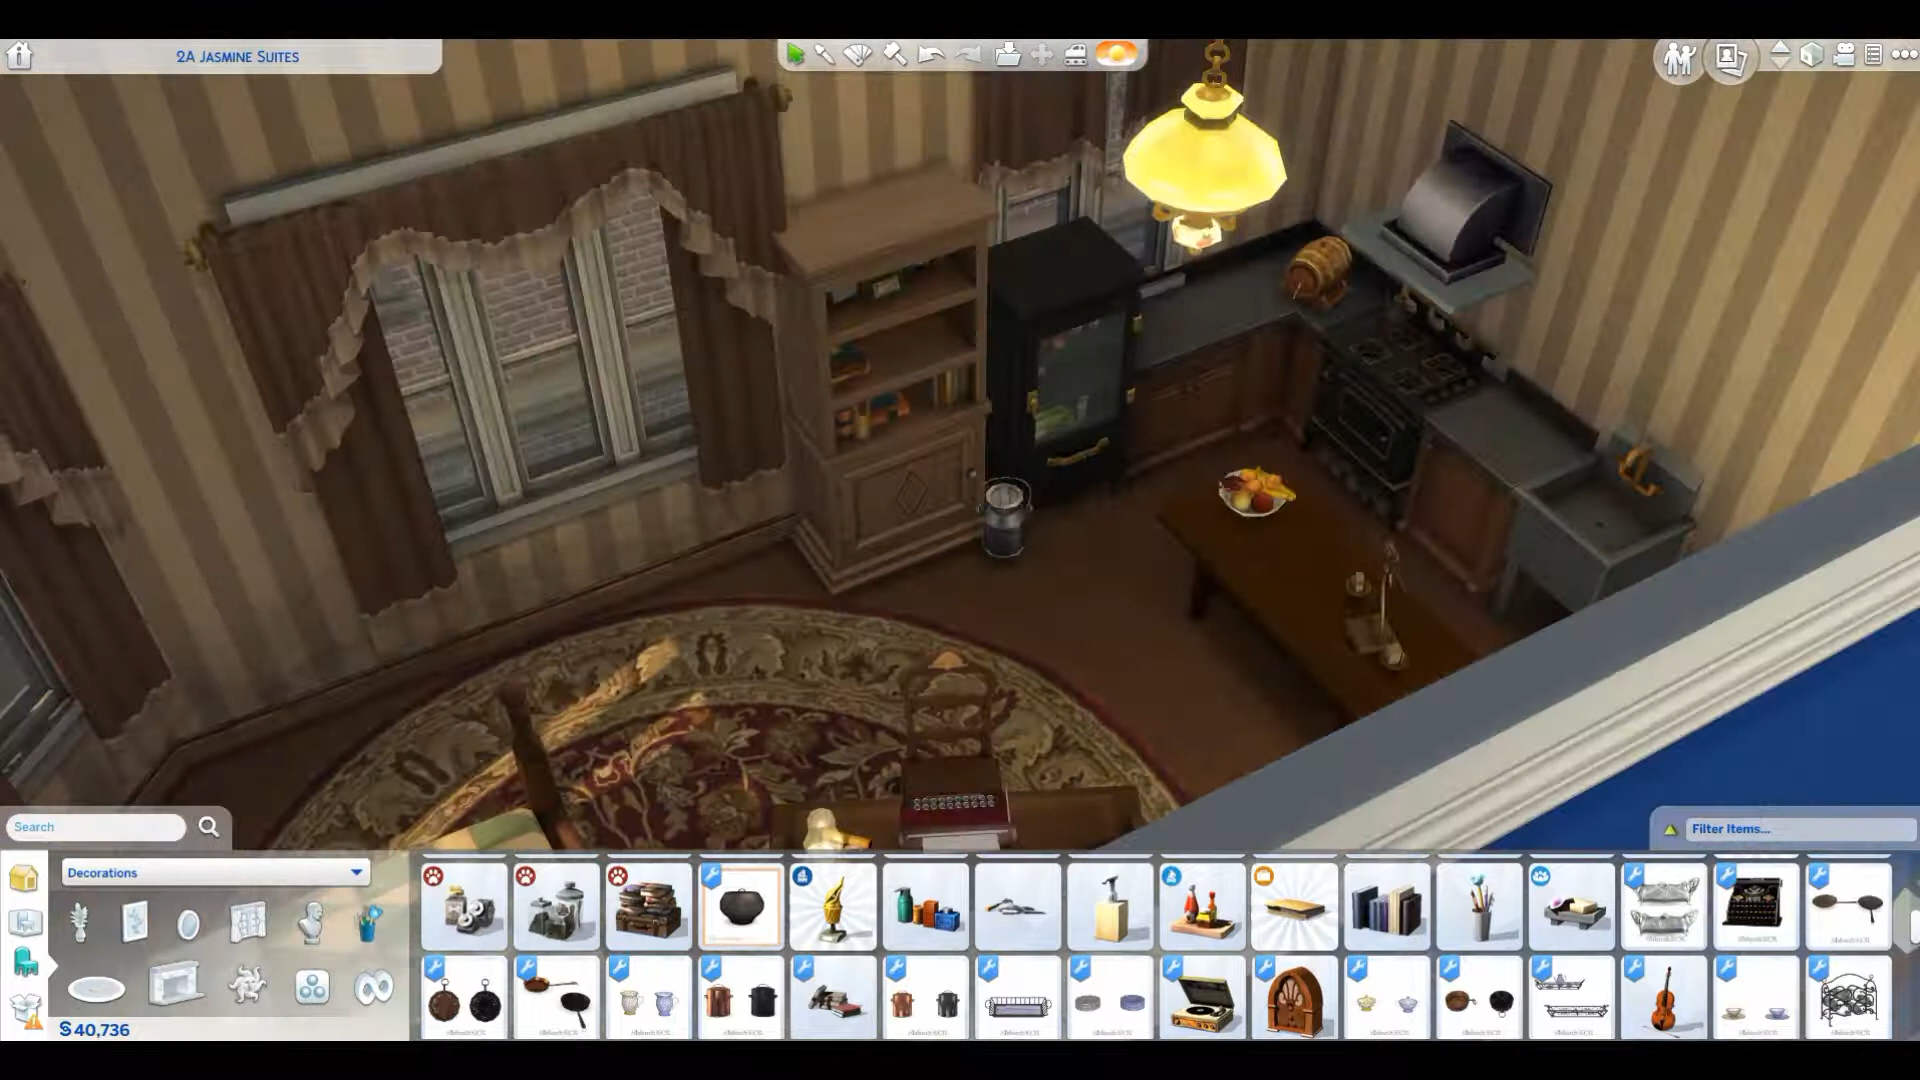 2A JASMINE SUITES
Search
Filter Items...
Decorations
§40,736